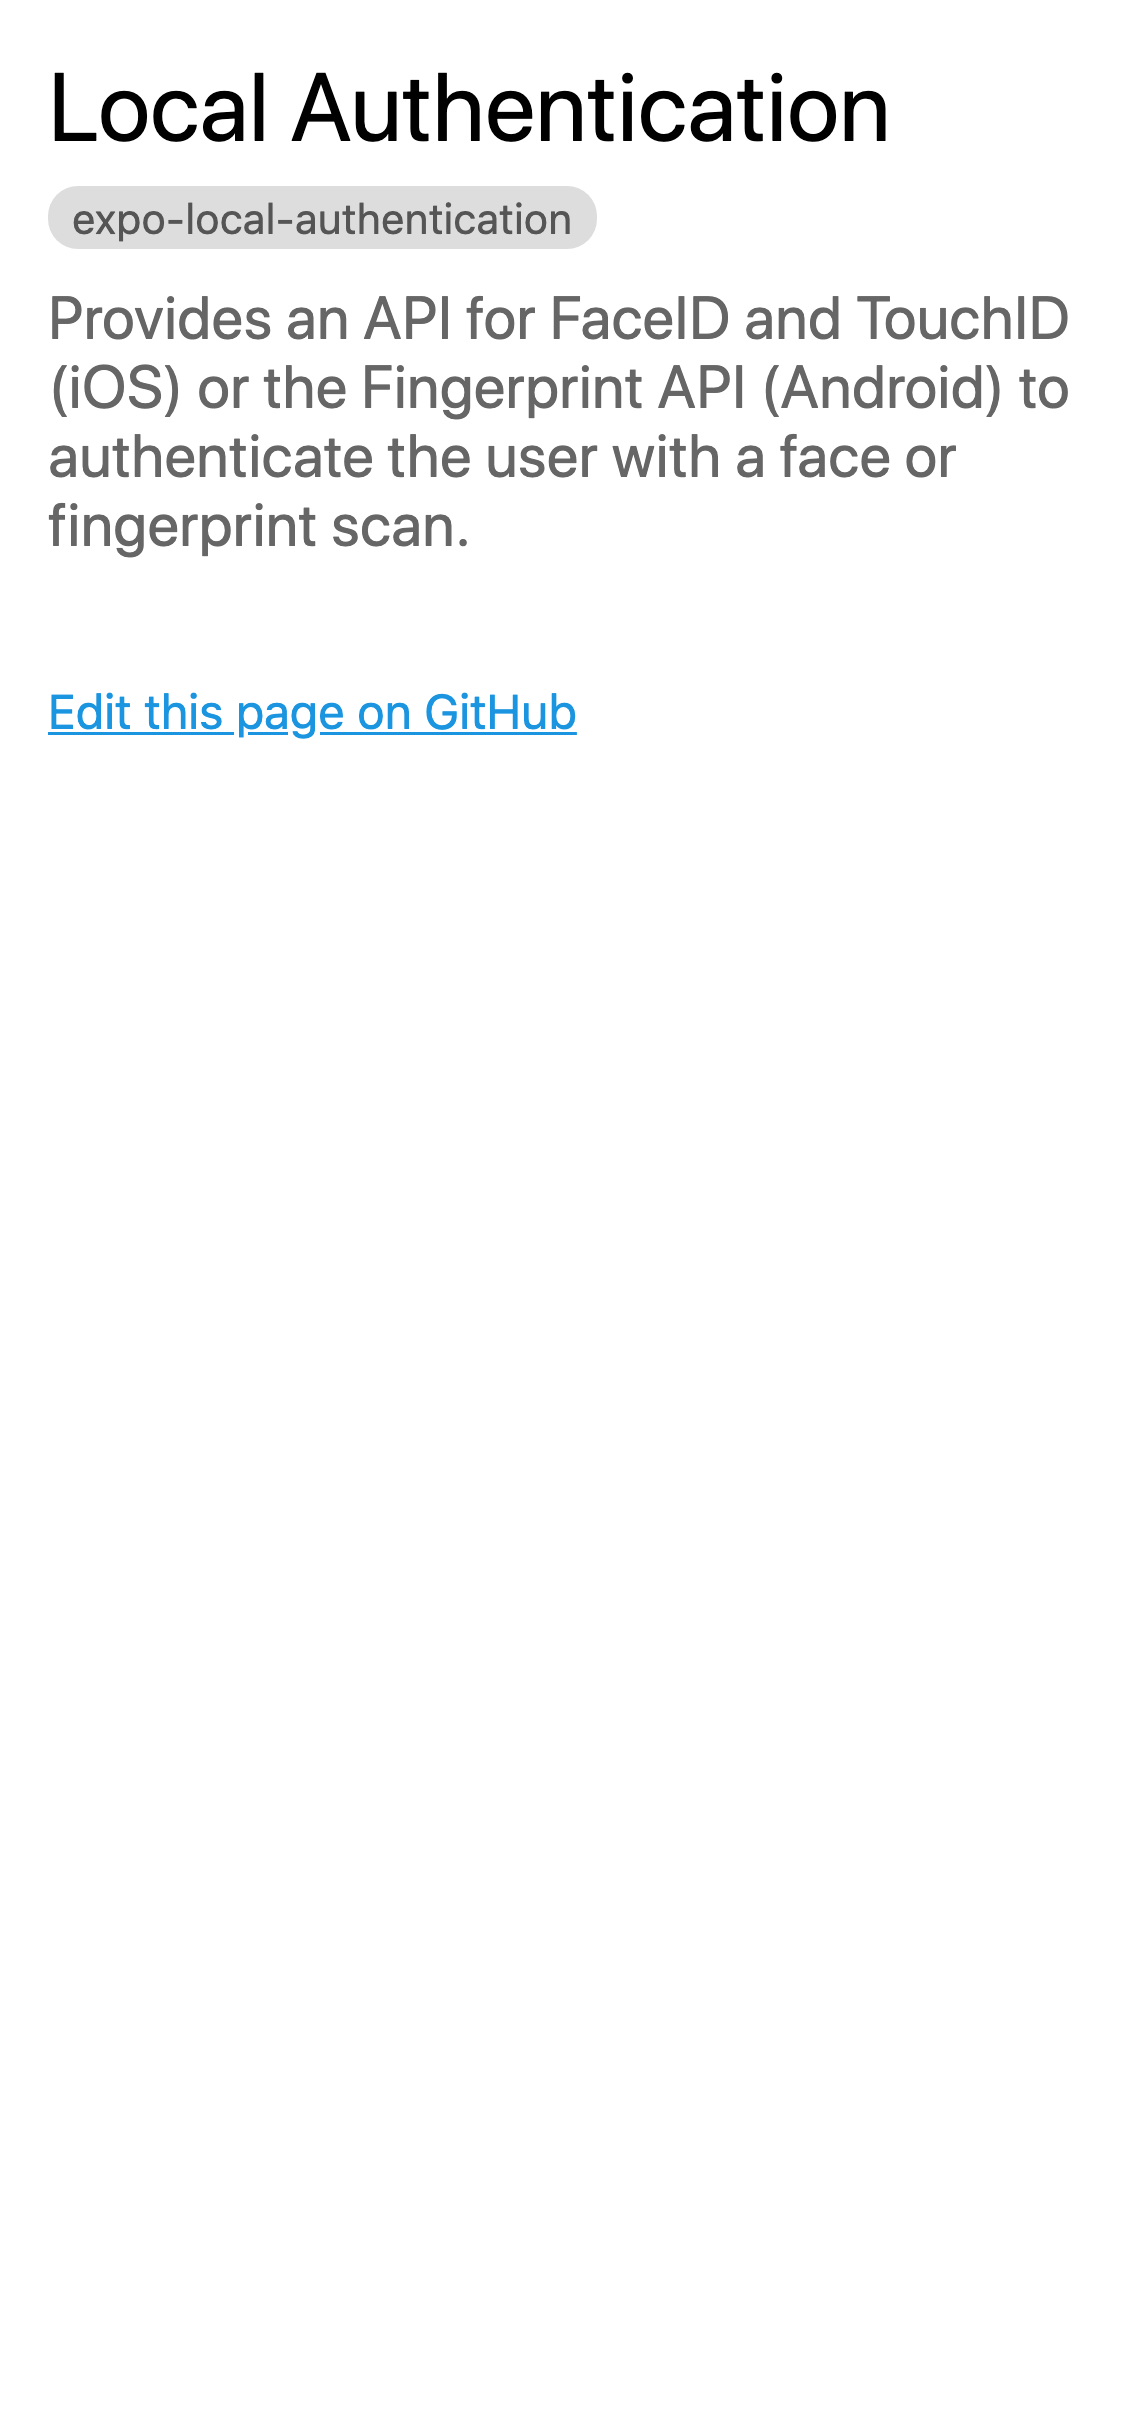 Local Authentication
expo-local-authentication
Provides an API for FaceID and TouchID
(iOS) or the Fingerprint API (Android) to
authenticate the user with a face or
fingerprint scan.
Edit this page on GitHub